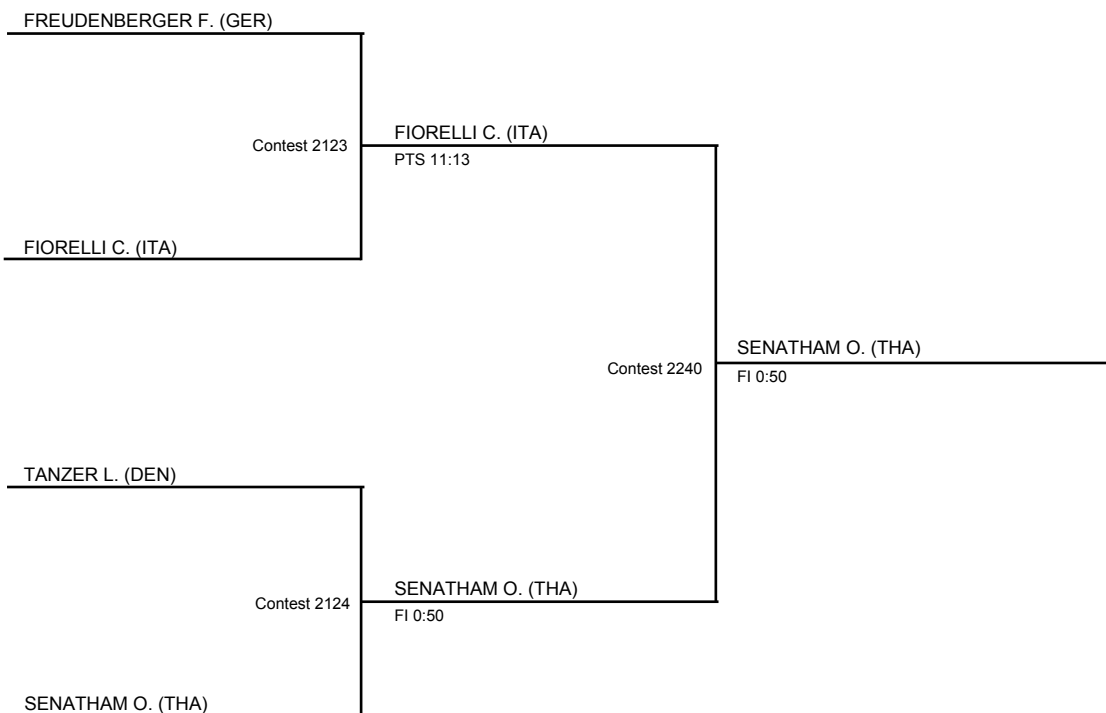 FREUDENBERGER F. (GER)
Contest 2123
FIORELLI C. (ITA)
PTS 11:13
FIORELLI C. (ITA)
Contest 2240
SENATHAM O. (THA)
FI 0:50
TANZER L. (DEN)
Contest 2124
SENATHAM O. (THA)
FI 0:50
SENATHAM O. (THA)